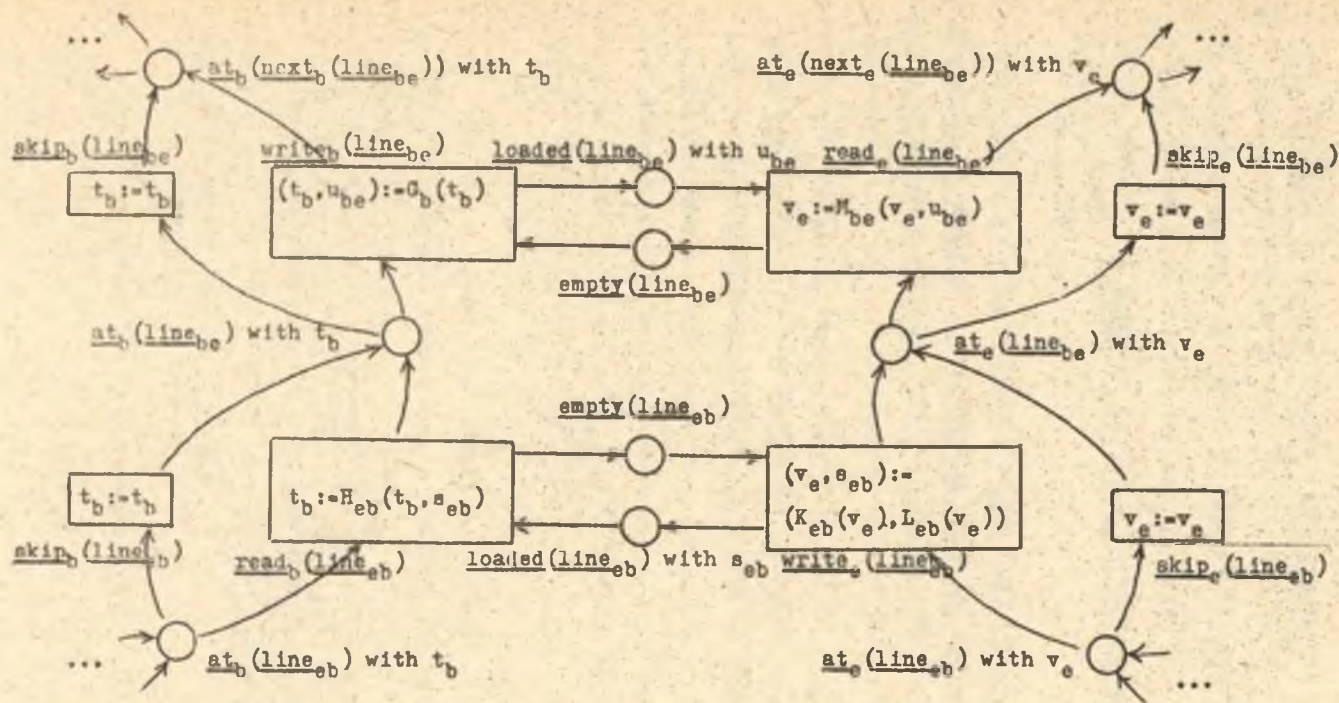 ...
...
at_b(next_b(line_be)) with t_b
at_e(next_e(line_be)) with v_e
skip_b(line_be)
write_b(line_be)
loaded(line_be) with u_be
read_e(line_be)
skip_e(line_be)
t_b:=t_b
(t_b,u_be):=G_b(t_b)
v_e:=M_be(v_e,u_be)
v_e:=v_e
empty(line_be)
at_b(line_be) with t_b
at_e(line_be) with v_e
empty(line_eb)
t_b:=t_b
t_b:=H_eb(t_b,s_eb)
(v_e,s_eb):=
(K_eb(v_e),L_eb(v_e))
v_e:=v_e
skip_b(line_eb)
read_b(line_eb)
loaded(line_eb) with s_eb
write_e(line_eb)
skip_e(line_eb)
...
at_b(line_eb) with t_b
at_e(line_eb) with v_e
...